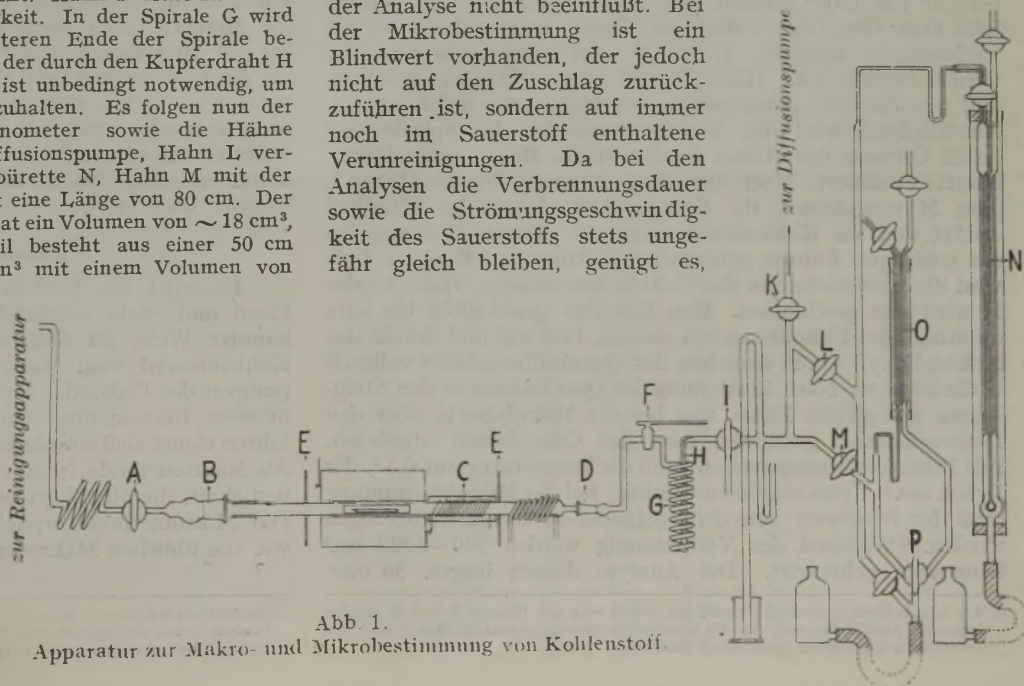 keit. In der Spirale G wird
teren Ende der Spirale be-
der durch den Kupferdraht H
ist unbedingt notwendig, um
zuhalten. Es folgen nun der
nometer sowie die Hähne
ffusionspumpe, Hahn L ver-
bürette N, Hahn M mit der
eine Länge von 80 cm. Der
at ein Volumen von ~ 18 cm³,
il besteht aus einer 50 cm
n³ mit einem Volumen von
der Analyse nicht beeinflußt. Bei
der Mikrobestimmung ist ein
Blindwert vorhanden, der jedoch
nicht auf den Zuschlag zurück-
zuführen ist, sondern auf immer
noch im Sauerstoff enthaltene
Verunreinigungen. Da bei den
Analysen die Verbrennungsdauer
sowie die Strömungsgeschwindig-
keit des Sauerstoffs stets unge-
fähr gleich bleiben, genügt es,
zur Reinigungsapparatur
A
B
E
C
E
D
F
G
H
I
K
zur Diffusionspumpe
L
M
N
O
P
Abb. 1.
Apparatur zur Makro- und Mikrobestimmung von Kohlenstoff.